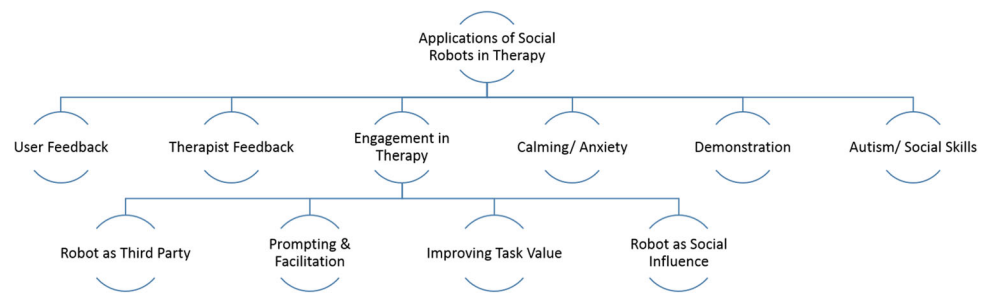 Applications of Social
Robots in Therapy
User Feedback
Therapist Feedback
Engagement in
Therapy
Calming/ Anxiety
Demonstration
Autism/ Social Skills
Robot as Third Party
Prompting &
Facilitation
Improving Task Value
Robot as Social
Influence